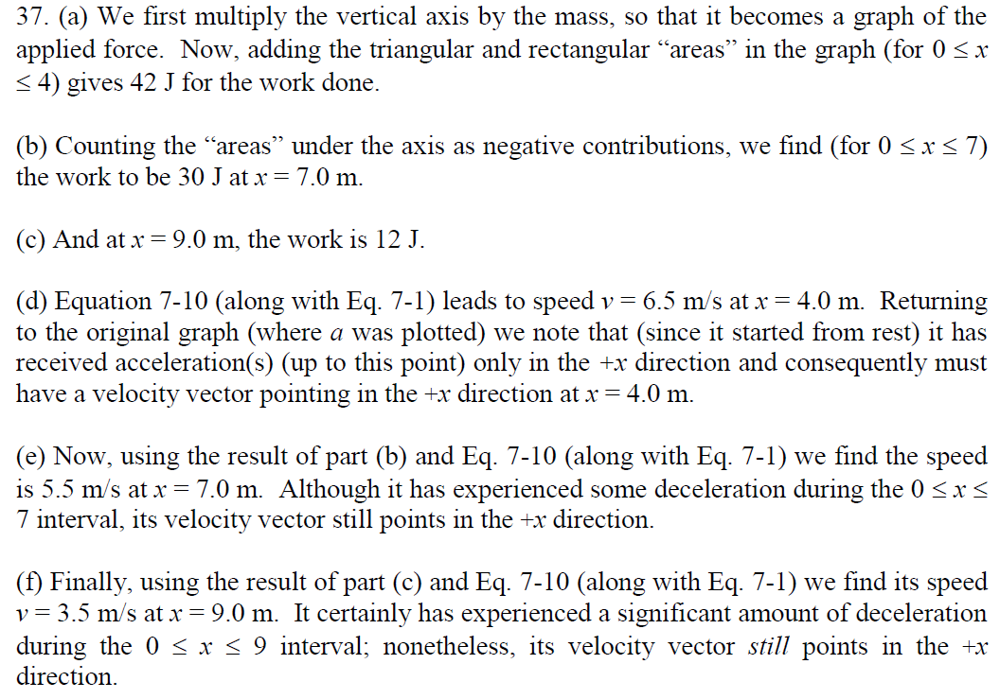 37. (a) We first multiply the vertical axis by the mass, so that it becomes a graph of the
applied force. Now, adding the triangular and rectangular “areas” in the graph (for 0 ≤ x
≤ 4) gives 42 J for the work done.
(b) Counting the “areas” under the axis as negative contributions, we find (for 0 ≤ x ≤ 7)
the work to be 30 J at x = 7.0 m.
(c) And at x = 9.0 m, the work is 12 J.
(d) Equation 7-10 (along with Eq. 7-1) leads to speed v = 6.5 m/s at x = 4.0 m. Returning
to the original graph (where a was plotted) we note that (since it started from rest) it has
received acceleration(s) (up to this point) only in the +x direction and consequently must
have a velocity vector pointing in the +x direction at x = 4.0 m.
(e) Now, using the result of part (b) and Eq. 7-10 (along with Eq. 7-1) we find the speed
is 5.5 m/s at x = 7.0 m. Although it has experienced some deceleration during the 0 ≤ x ≤
7 interval, its velocity vector still points in the +x direction.
(f) Finally, using the result of part (c) and Eq. 7-10 (along with Eq. 7-1) we find its speed
v = 3.5 m/s at x = 9.0 m. It certainly has experienced a significant amount of deceleration
during the 0 ≤ x ≤ 9 interval; nonetheless, its velocity vector still points in the +x
direction.